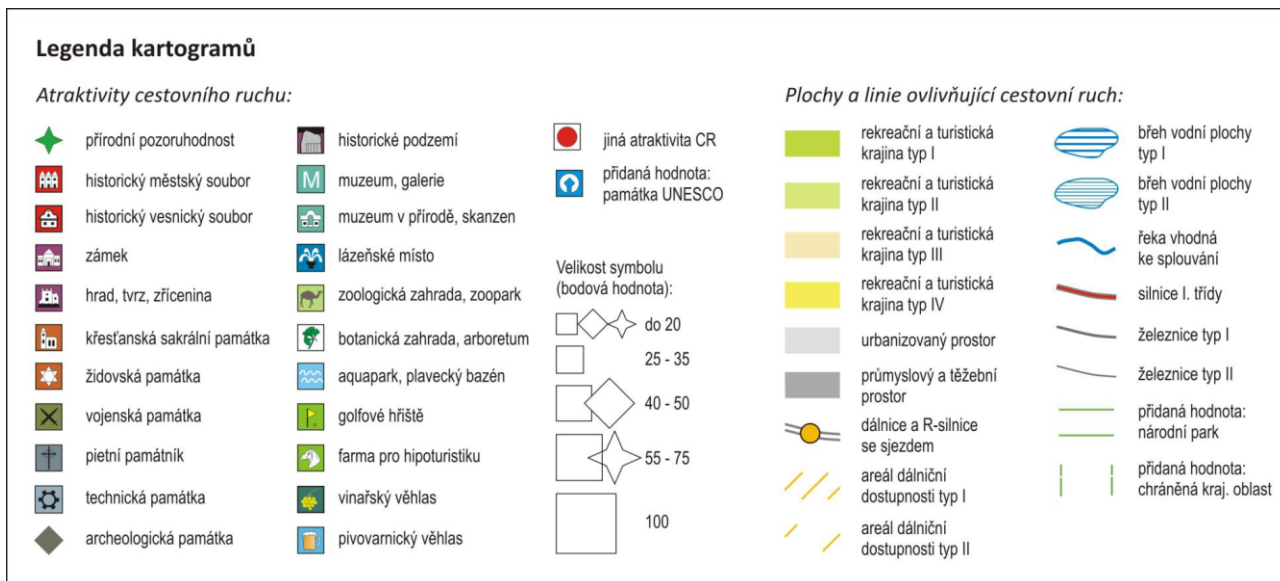 Legenda kartogramů
Atraktivity cestovního ruchu:
přírodní pozoruhodnost
historický městský soubor
historický vesnický soubor
zámek
hrad, tvrz, zřícenina
křesťanská sakrální památka
židovská památka
vojenská památka
pietní památník
technická památka
archeologická památka
historické podzemí
M
muzeum, galerie
muzeum v přírodě, skanzen
lázeňské místo
zoologická zahrada, zoopark
botanická zahrada, arboretum
aquapark, plavecký bazén
golfové hřiště
farma pro hipoturistiku
vinařský věhlas
pivovarnický věhlas
jiná atraktivita CR
přidaná hodnota:
památka UNESCO
Velikost symbolu
(bodová hodnota):
do 20
25 - 35
40 - 50
55 - 75
100
Plochy a linie ovlivňující cestovní ruch:
rekreační a turistická
krajina typ I
rekreační a turistická
krajina typ II
rekreační a turistická
krajina typ III
rekreační a turistická
krajina typ IV
urbanizovaný prostor
průmyslový a těžební
prostor
dálnice a R-silnice
se sjezdem
areál dálniční
dostupnosti typ I
areál dálniční
dostupnosti typ II
břeh vodní plochy
typ I
břeh vodní plochy
typ II
řeka vhodná
ke splouvání
silnice I. třídy
železnice typ I
železnice typ II
přidaná hodnota:
národní park
přidaná hodnota:
chráněná kraj. oblast